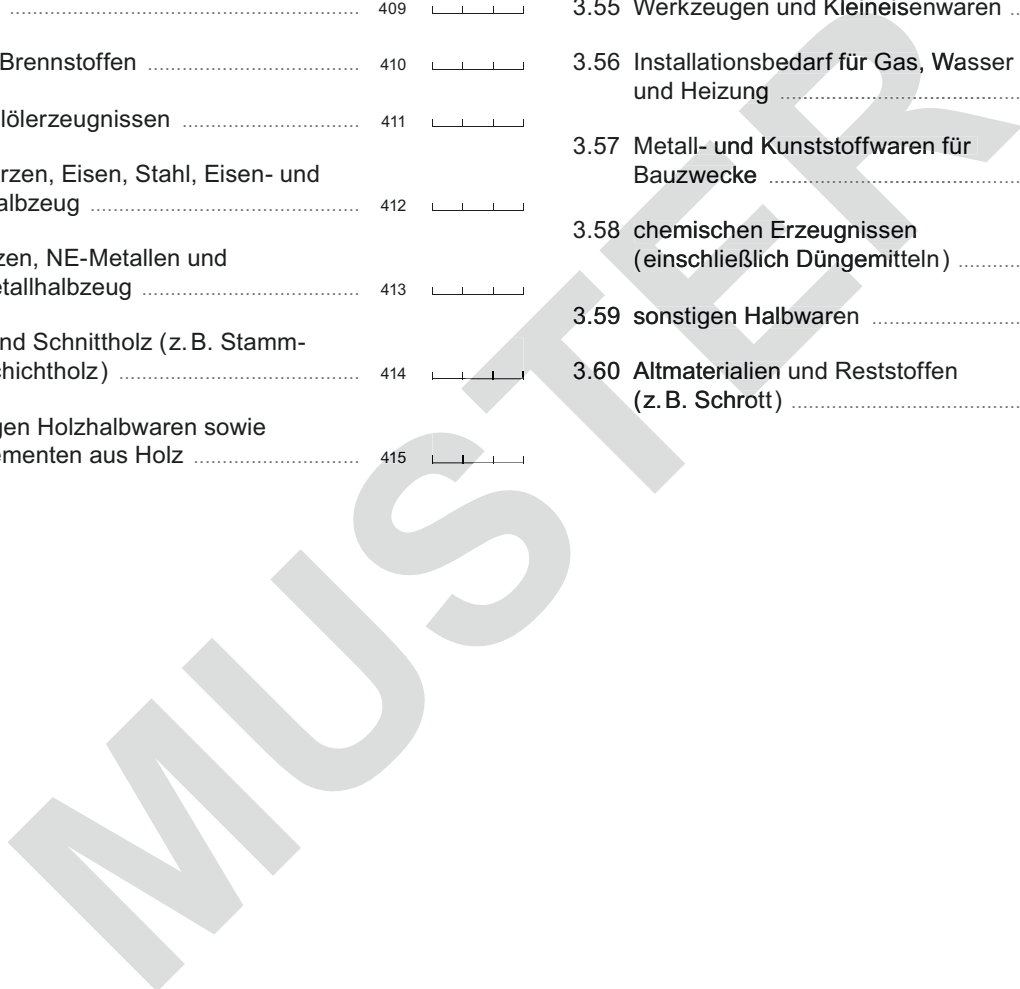 409
Brennstoffen 410
lölerzeugnissen 411
rzen, Eisen, Stahl, Eisen- und
albzeug 412
zen, NE-Metallen und
etallhalbzeug 413
nd Schnittholz (z. B. Stamm-
hichtholz) 414
gen Holzhalbwaren sowie
ementen aus Holz 415
3.55 Werkzeugen und Kleineisenwaren
3.56 Installationsbedarf für Gas, Wasser
und Heizung
3.57 Metall- und Kunststoffwaren für
Bauzwecke
3.58 chemischen Erzeugnissen
(einschließlich Düngemitteln)
3.59 sonstigen Halbwaren
3.60 Altmaterialien und Reststoffen
(z. B. Schrott)
MUSTER